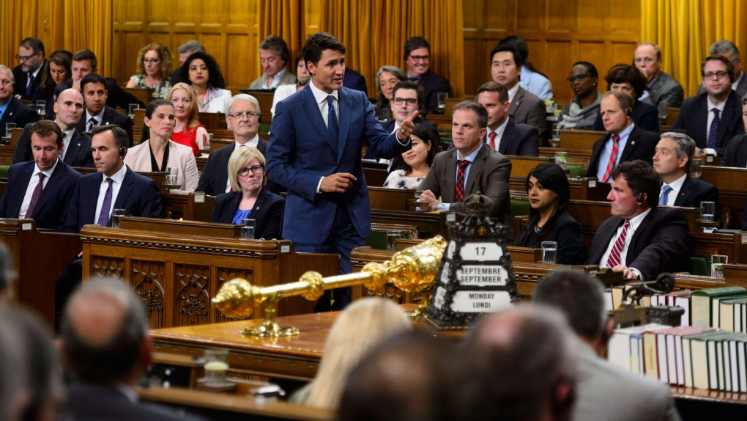 17
SEPTEMBRE
SEPTEMBER
MONDAY
LUNDI